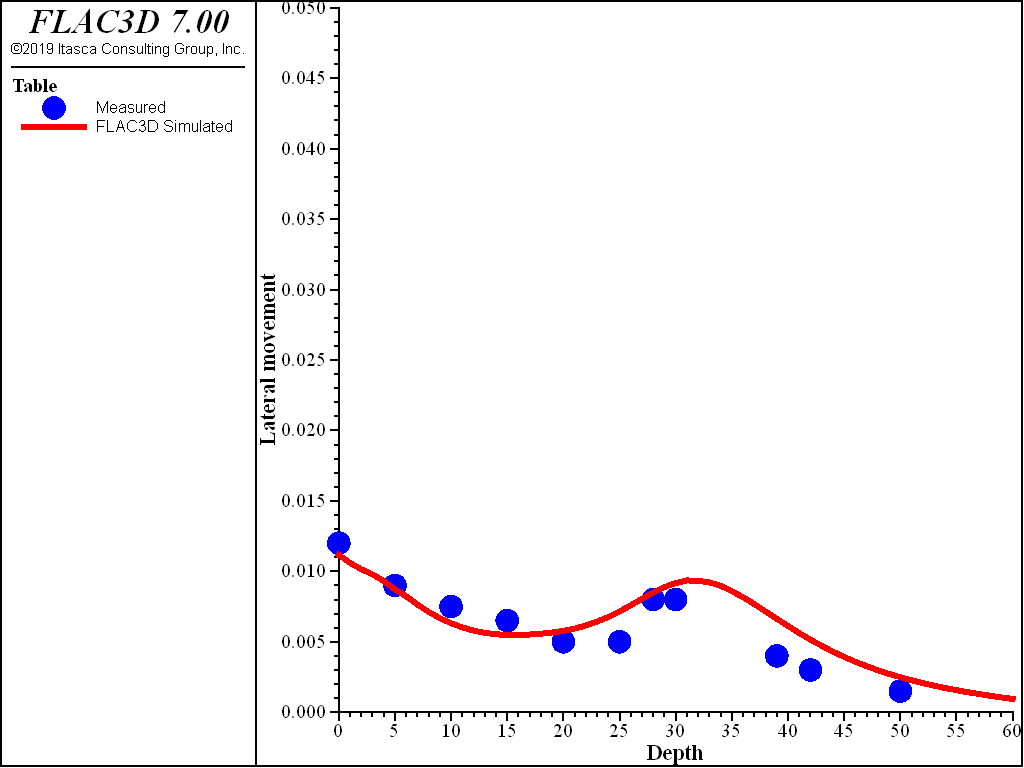 FLAC3D 7.00
©2019 Itasca Consulting Group, Inc.
Table
Measured
FLAC3D Simulated
Lateral movement
0.050
0.045
0.040
0.035
0.030
0.025
0.020
0.015
0.010
0.005
0.000
0 5 10 15 20 25 30 35 40 45 50 55 60
Depth